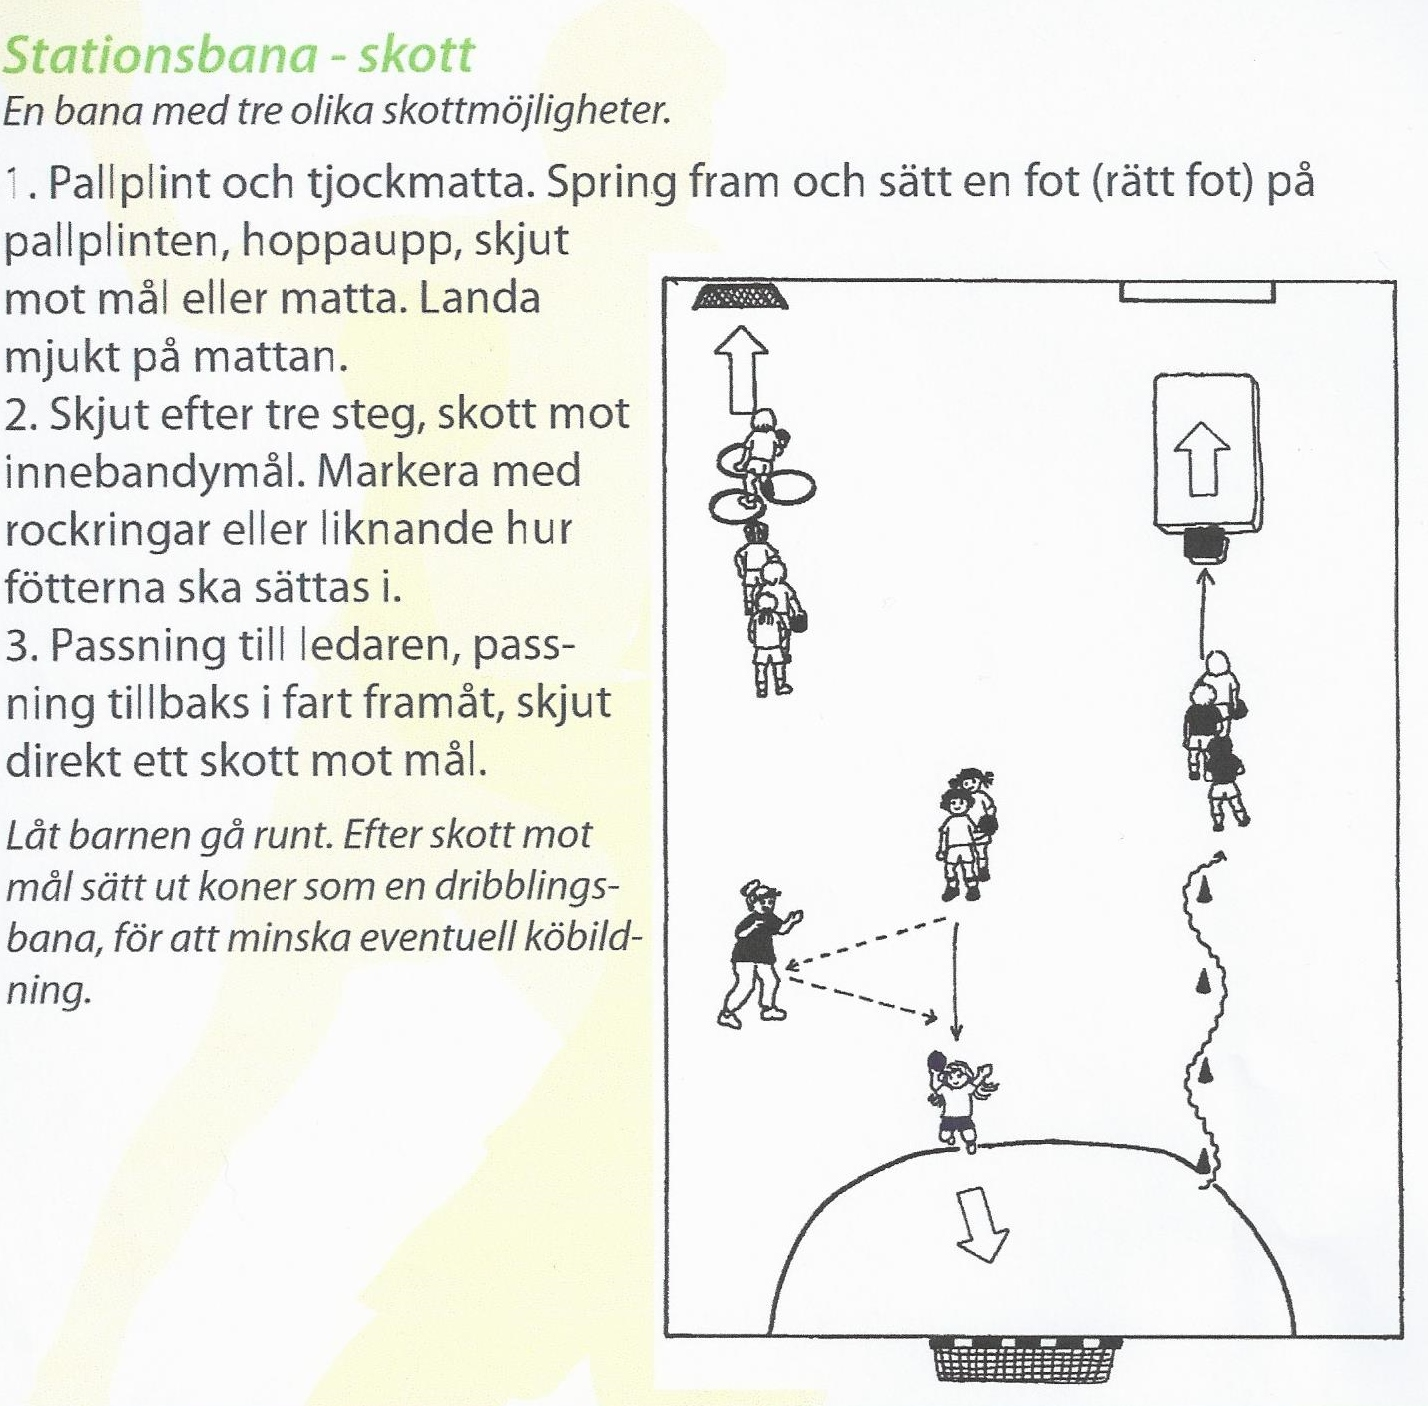 Stationsbana - skott
En bana med tre olika skottmöjligheter.
1. Pallplint och tjockmatta. Spring fram och sätt en fot (rätt fot) på
pallplinten, hoppaupp, skjut
mot mål eller matta. Landa
mjukt på mattan.
2. Skjut efter tre steg, skott mot
innebandymål. Markera med
rockringar eller liknande hur
fötterna ska sättas i.
3. Passning till ledaren, pass-
ning tillbaks i fart framåt, skjut
direkt ett skott mot mål.
Låt barnen gå runt. Efter skott mot
mål sätt ut koner som en dribblings-
bana, för att minska eventuell köbild-
ning.